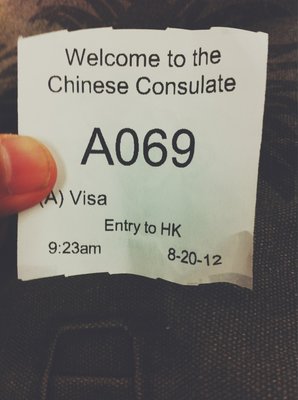 Welcome to the
Chinese Consulate
A069
(A) Visa
Entry to HK
9:23am 8-20-12